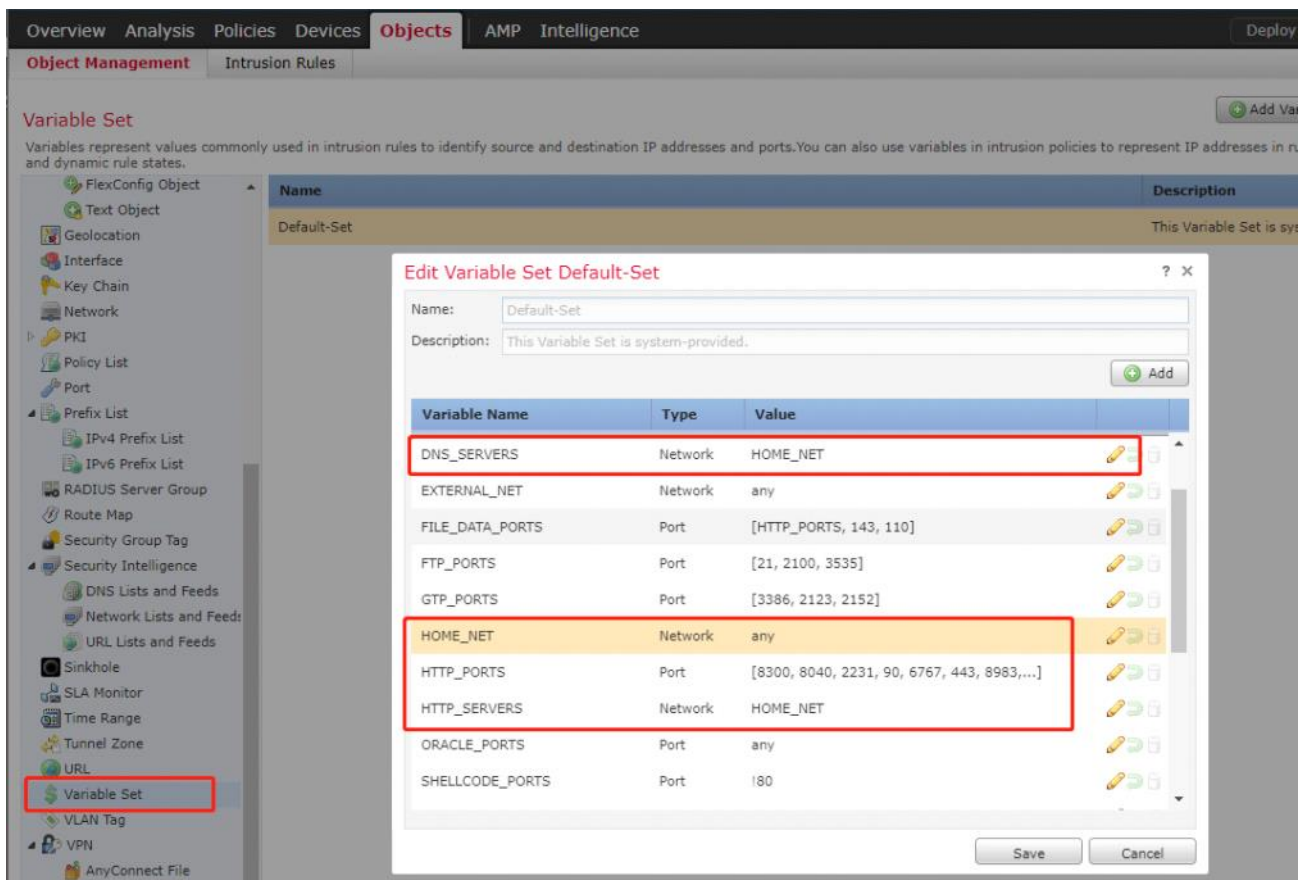 Overview Analysis Policies Devices Objects AMP Intelligence Deploy
Object Management Intrusion Rules
Variable Set
Add Var
Variables represent values commonly used in intrusion rules to identify source and destination IP addresses and ports.You can also use variables in intrusion policies to represent IP addresses in ru
and dynamic rule states.
FlexConfig Object
Text Object
Geolocation
Interface
Key Chain
Network
PKI
Policy List
Port
Prefix List
IPv4 Prefix List
IPv6 Prefix List
RADIUS Server Group
Route Map
Security Group Tag
Security Intelligence
DNS Lists and Feeds
Network Lists and Feeds
URL Lists and Feeds
Sinkhole
SLA Monitor
Time Range
Tunnel Zone
URL
Variable Set
VLAN Tag
VPN
AnyConnect File
Name Description
Default-Set This Variable Set is sys
Edit Variable Set Default-Set ?
Name: Default-Set
Description: This Variable Set is system-provided.
Add
Variable Name Type Value
DNS_SERVERS Network HOME_NET
EXTERNAL_NET Network any
FILE_DATA_PORTS Port [HTTP_PORTS, 143, 110]
FTP_PORTS Port [21, 2100, 3535]
GTP_PORTS Port [3386, 2123, 2152]
HOME_NET Network any
HTTP_PORTS Port [8300, 8040, 2231, 90, 6767, 443, 8983,...]
HTTP_SERVERS Network HOME_NET
ORACLE_PORTS Port any
SHELLCODE_PORTS Port !80
Save Cancel